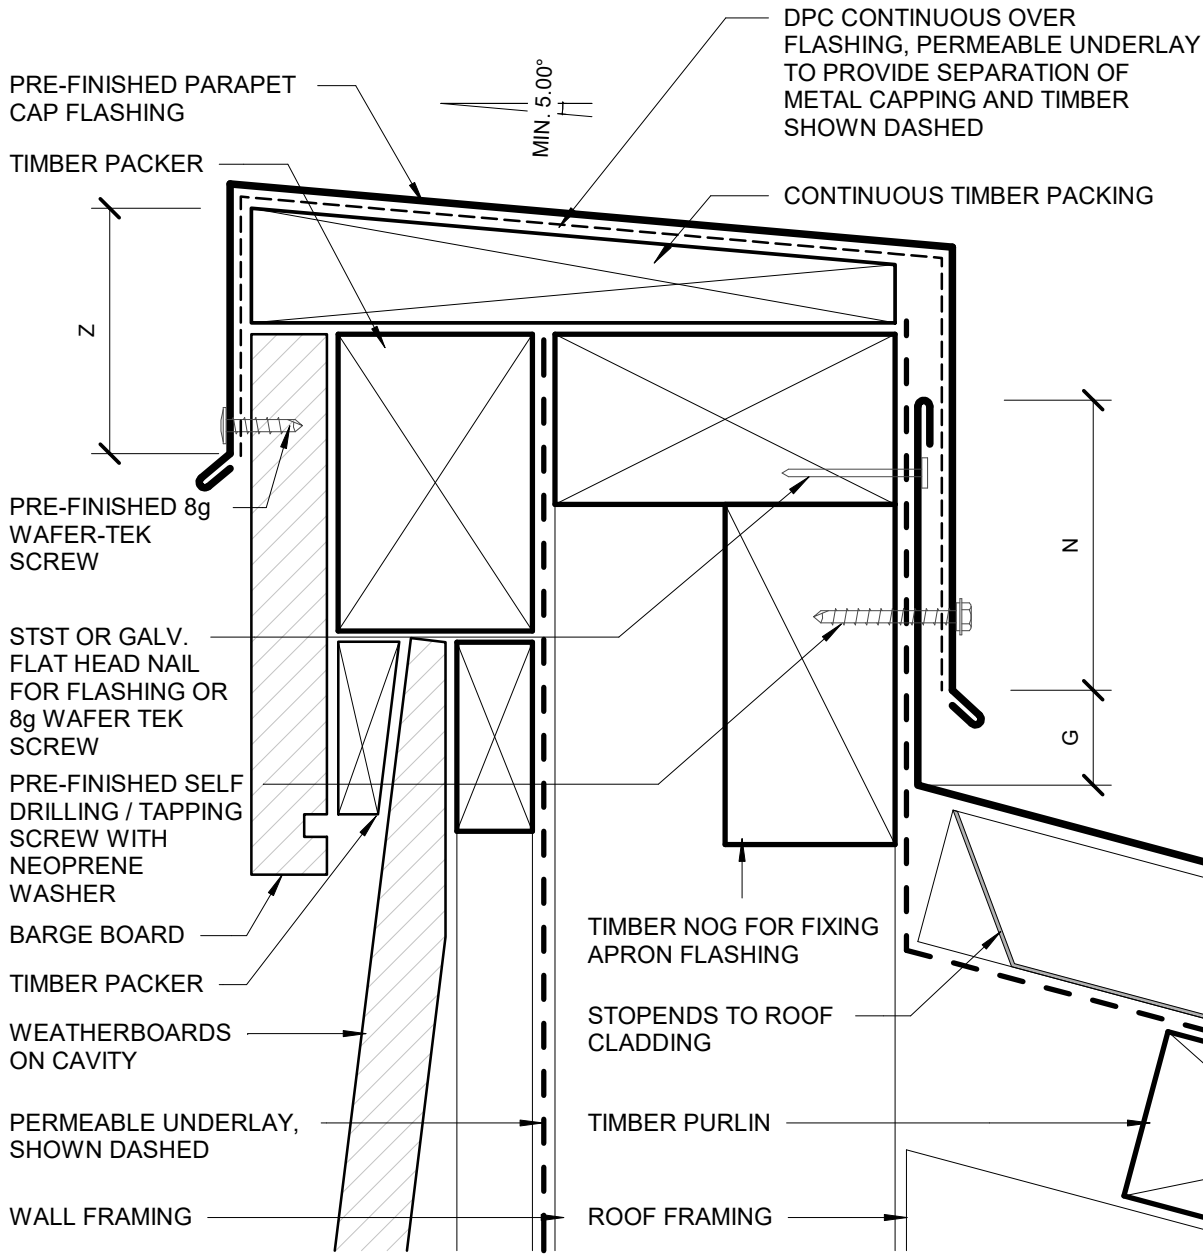 DPC CONTINUOUS OVER
FLASHING, PERMEABLE UNDERLAY
TO PROVIDE SEPARATION OF
METAL CAPPING AND TIMBER
SHOWN DASHED
PRE-FINISHED PARAPET
CAP FLASHING
MIN. 5.00°
TIMBER PACKER
CONTINUOUS TIMBER PACKING
Z
PRE-FINISHED 8g
WAFER-TEK
SCREW
N
STST OR GALV.
FLAT HEAD NAIL
FOR FLASHING OR
8g WAFER TEK
SCREW
G
PRE-FINISHED SELF
DRILLING / TAPPING
SCREW WITH
NEOPRENE
WASHER
BARGE BOARD
TIMBER NOG FOR FIXING
APRON FLASHING
TIMBER PACKER
STOPENDS TO ROOF
CLADDING
WEATHERBOARDS
ON CAVITY
PERMEABLE UNDERLAY,
SHOWN DASHED
TIMBER PURLIN
WALL FRAMING
ROOF FRAMING